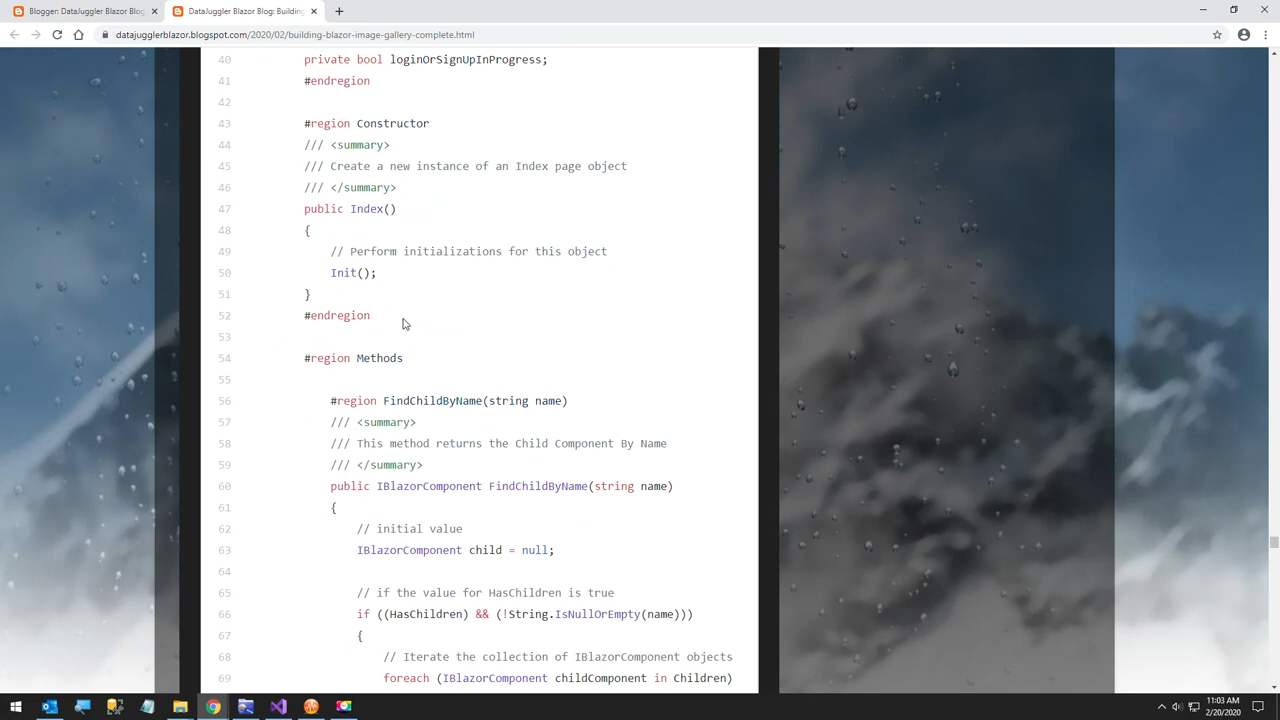 Blogger: DataJuggler Blazor Blog
DataJuggler Blazor Blog: Building
datajugglerblazor.blogspot.com/2020/02/building-blazor-image-gallery-complete.html
40 private bool loginOrSignUpInProgress;
41 #endregion
42
43 #region Constructor
44 /// <summary>
45 /// Create a new instance of an Index page object
46 /// </summary>
47 public Index()
48 {
49 // Perform initializations for this object
50 Init();
51 }
52 #endregion
53
54 #region Methods
55
56 #region FindChildByName(string name)
57 /// <summary>
58 /// This method returns the Child Component By Name
59 /// </summary>
60 public IBlazorComponent FindChildByName(string name)
61 {
62 // initial value
63 IBlazorComponent child = null;
64
65 // if the value for HasChildren is true
66 if ((HasChildren) && (!String.IsNullOrEmpty(name)))
67 {
68 // Iterate the collection of IBlazorComponent objects
69 foreach (IBlazorComponent childComponent in Children)
11:03 AM
2/20/2020